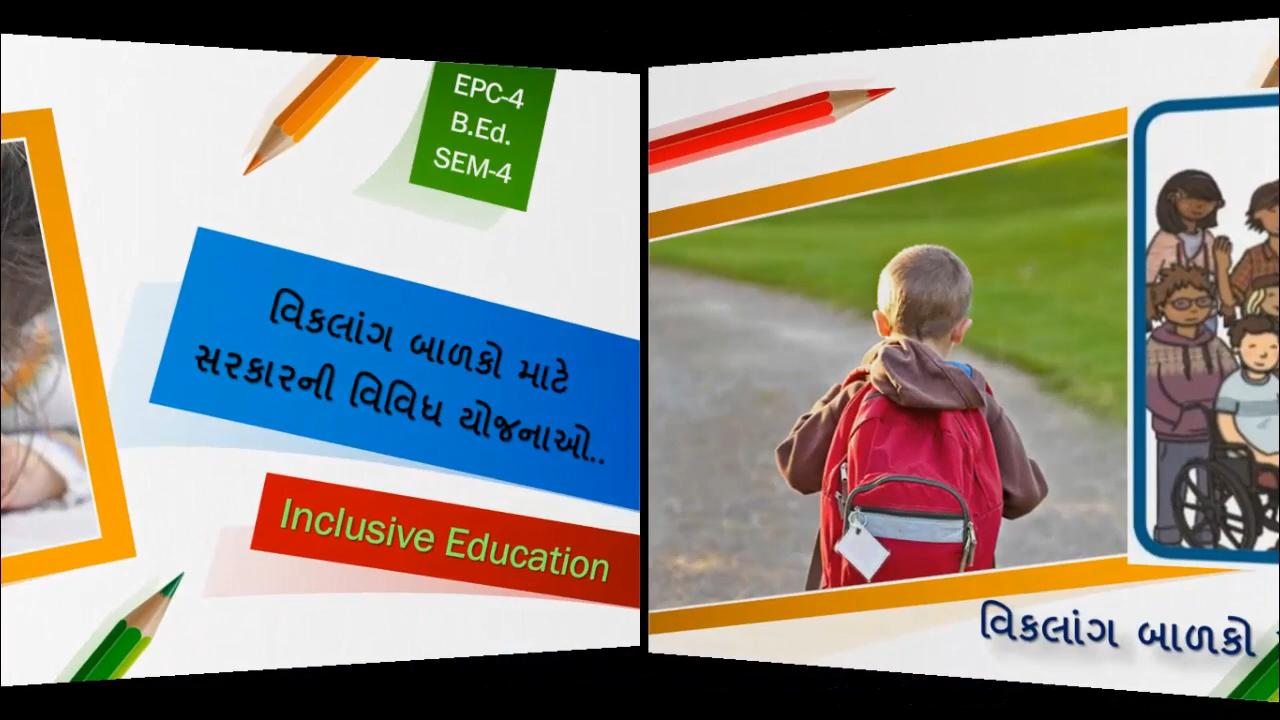 EPC-4
B.Ed.
SEM-4
વિકલાંગ બાળકો માટે
સરકારની વિવિધ યોજનાઓ..
Inclusive Education
વિકલાંગ બાળકો